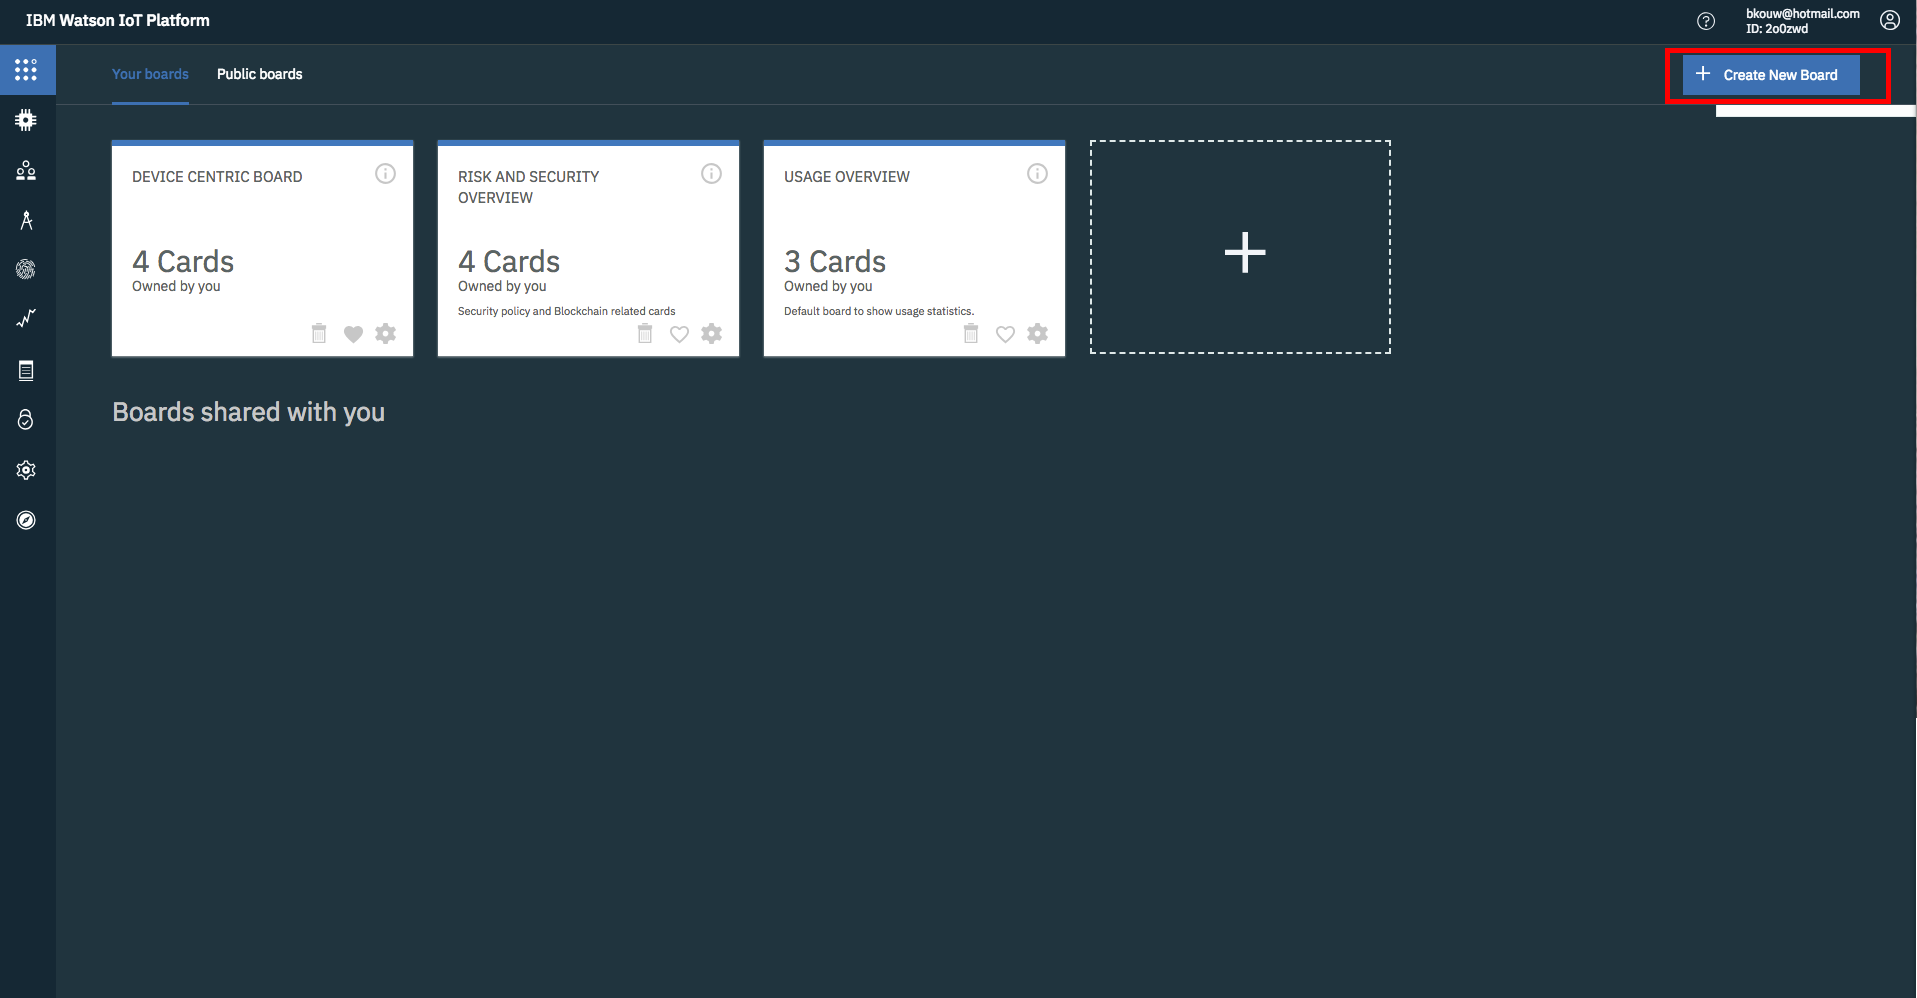 IBM Watson IoT Platform
bkouw@hotmail.com
ID: 2o0zwd
Your boards
Public boards
Create New Board
DEVICE CENTRIC BOARD
4 Cards
Owned by you
RISK AND SECURITY
OVERVIEW
4 Cards
Owned by you
Security policy and Blockchain related cards
USAGE OVERVIEW
3 Cards
Owned by you
Default board to show usage statistics.
Boards shared with you